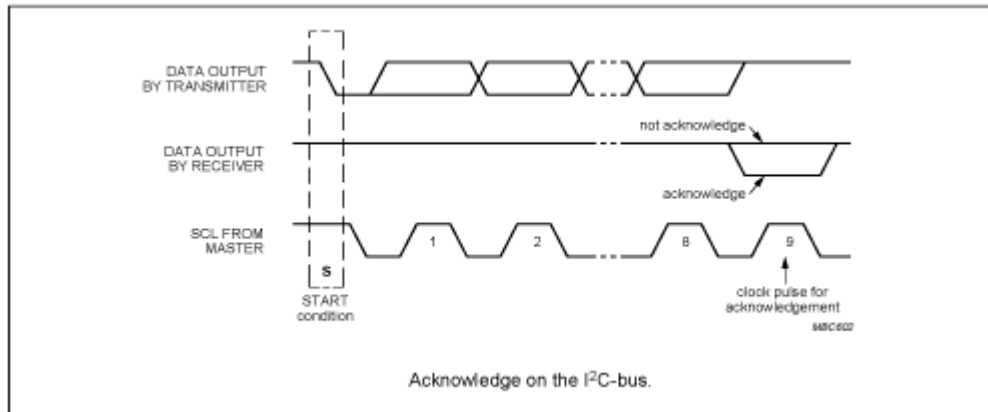 DATA OUTPUT
BY TRANSMITTER
not acknowledge
DATA OUTPUT
BY RECEIVER
acknowledge
SCL FROM
MASTER
1
2
8
9
S
START
condition
clock pulse for
acknowledgement
MBC602
Acknowledge on the I²C-bus.